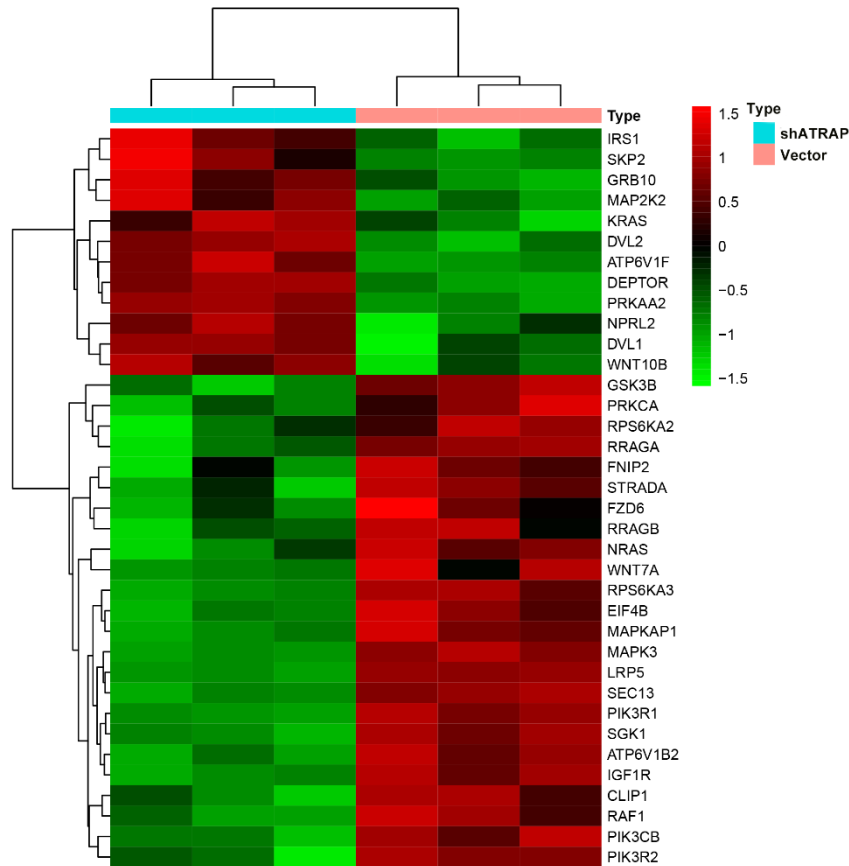 Type
IRS1
SKP2
GRB10
MAP2K2
KRAS
DVL2
ATP6V1F
DEPTOR
PRKAA2
NPRL2
DVL1
WNT10B
GSK3B
PRKCA
RPS6KA2
RRAGA
FNIP2
STRADA
FZD6
RRAGB
NRAS
WNT7A
RPS6KA3
EIF4B
MAPKAP1
MAPK3
LRP5
SEC13
PIK3R1
SGK1
ATP6V1B2
IGF1R
CLIP1
RAF1
PIK3CB
PIK3R2
1.5
1
0.5
0
−0.5
−1
−1.5
Type
shATRAP
Vector